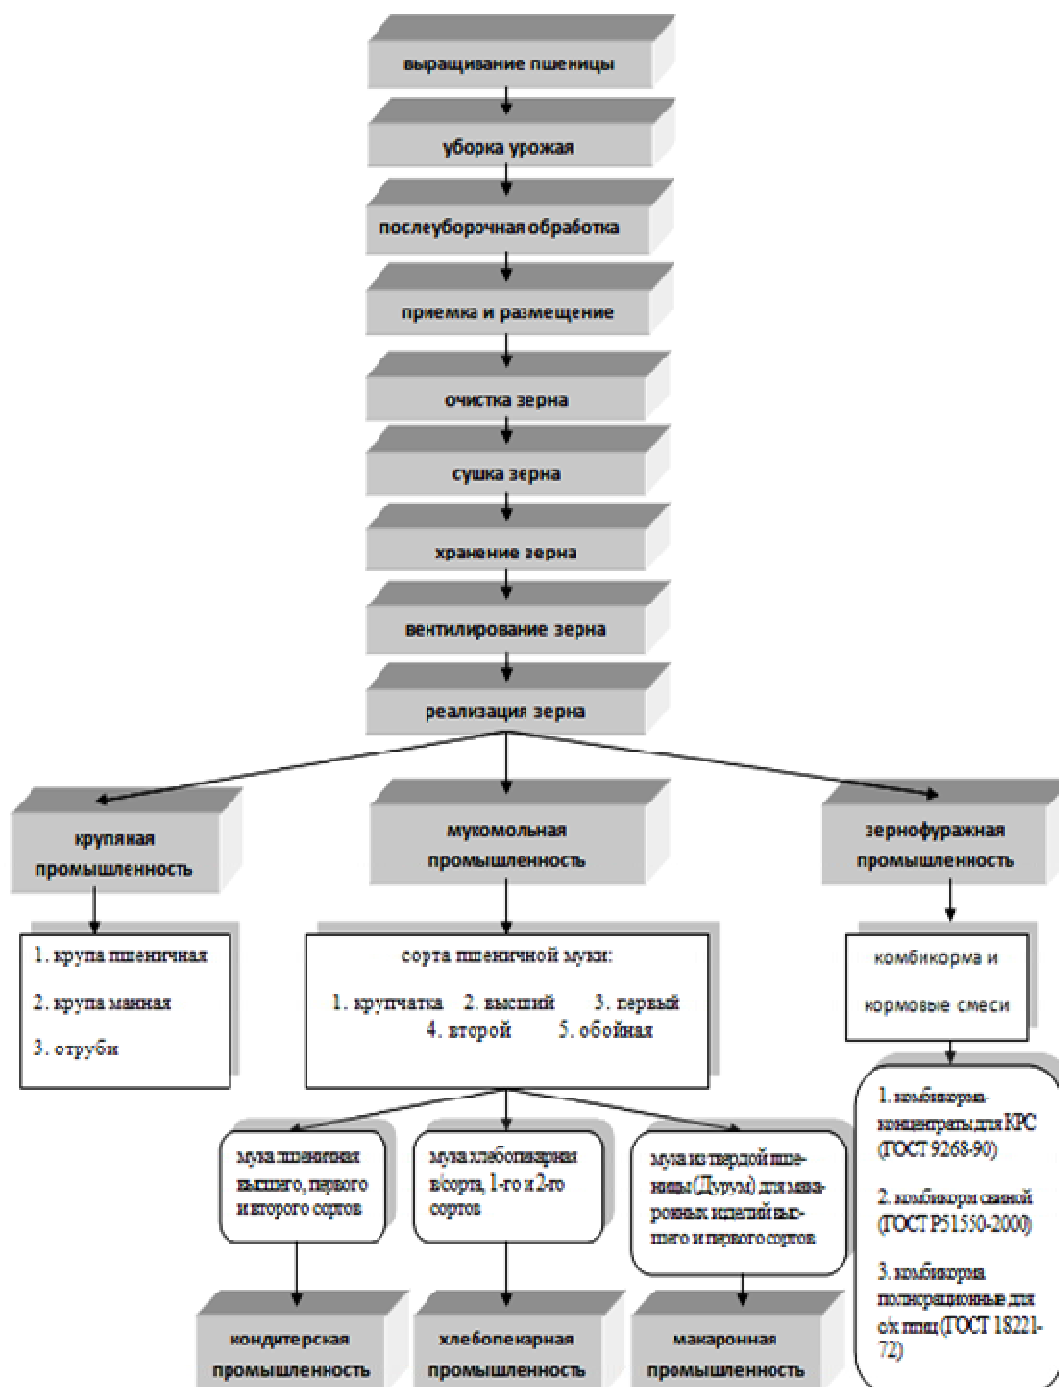 выращивание пшеницы
уборка урожая
послеуборочная обработка
приемка и размещение
очистка зерна
сушка зерна
хранение зерна
вентилирование зерна
реализация зерна
крупяная
промышленность
мукомольная
промышленность
зернофуражная
промышленность
1. крупа пшеничная
2. крупа манная
3. отруби
сорта пшеничной муки:
1. крупчатка 2. высший 3. первый
4. второй 5. обойная
комбикорма и
кормовые смеси
мука пшеничная
высшего, первого
и второго сортов
мука хлебопекарная
в/сорта, 1-го и 2-го
сортов
мука из твердой пше-
ницы (Дурум) для мака-
ронных изделий выс-
шего и первого сортов
1. комбикорма-
концентраты для КРС
(ГОСТ 9268-90)
2. комбикорм свиной
(ГОСТ Р51550-2000)
3. комбикорма
полнорационные для
с/х птиц (ГОСТ 18221-
72)
кондитерская
промышленность
хлебопекарная
промышленность
макаронная
промышленность